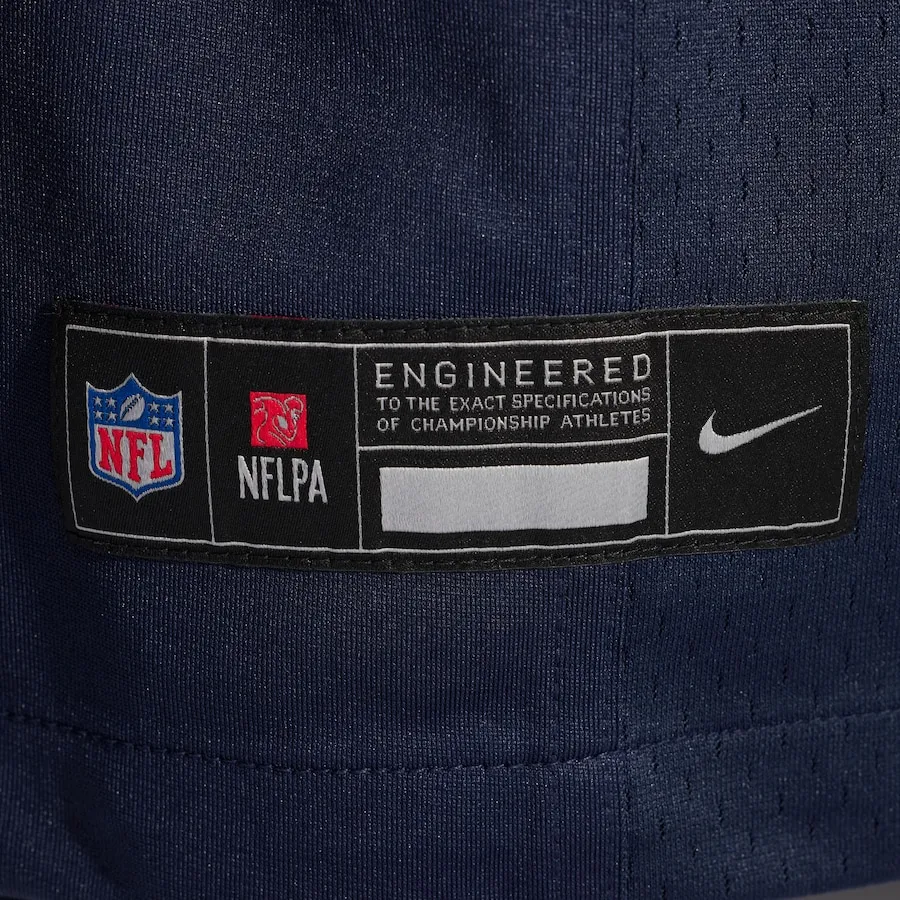 NFL
NFLPA
ENGINEERED
TO THE EXACT SPECIFICATIONS
OF CHAMPIONSHIP ATHLETES